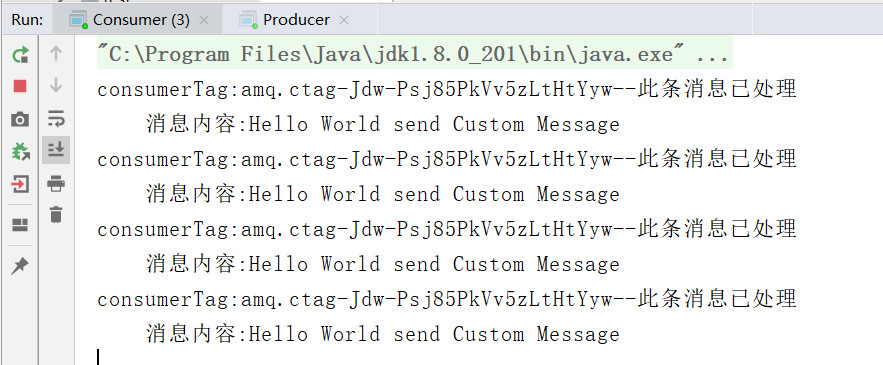 Run: Consumer (3) × Producer ×
"C:\Program Files\Java\jdk1.8.0_201\bin\java.exe" ...
consumerTag:amq.ctag-Jdw-Psj85PkVv5zLtHtYyw--此条消息已处理
消息内容:Hello World send Custom Message
consumerTag:amq.ctag-Jdw-Psj85PkVv5zLtHtYyw--此条消息已处理
消息内容:Hello World send Custom Message
consumerTag:amq.ctag-Jdw-Psj85PkVv5zLtHtYyw--此条消息已处理
消息内容:Hello World send Custom Message
consumerTag:amq.ctag-Jdw-Psj85PkVv5zLtHtYyw--此条消息已处理
消息内容:Hello World send Custom Message